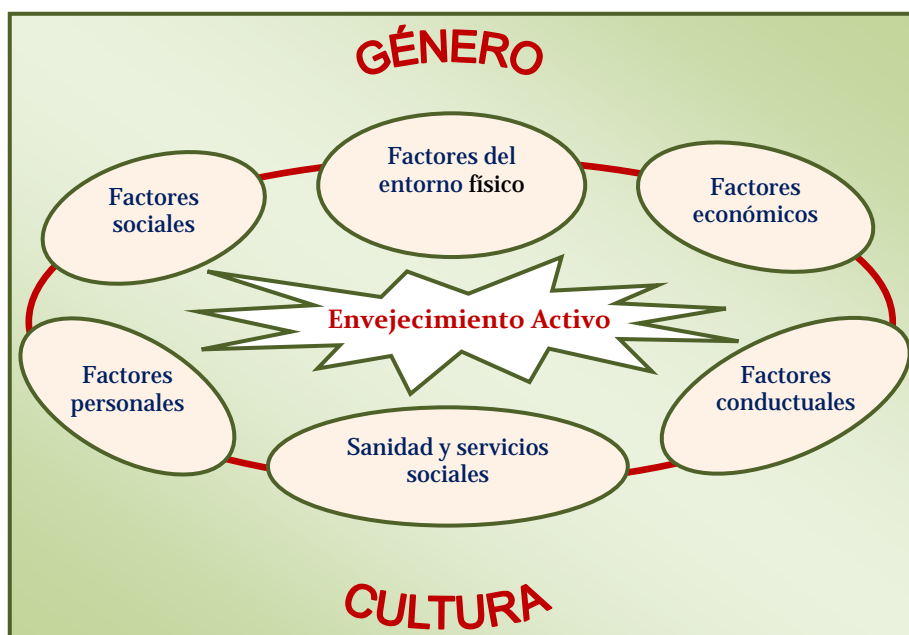 GÉNERO
Factores del
entorno físico
Factores
sociales
Factores
económicos
Envejecimiento Activo
Factores
personales
Factores
conductuales
Sanidad y servicios
sociales
CULTURA